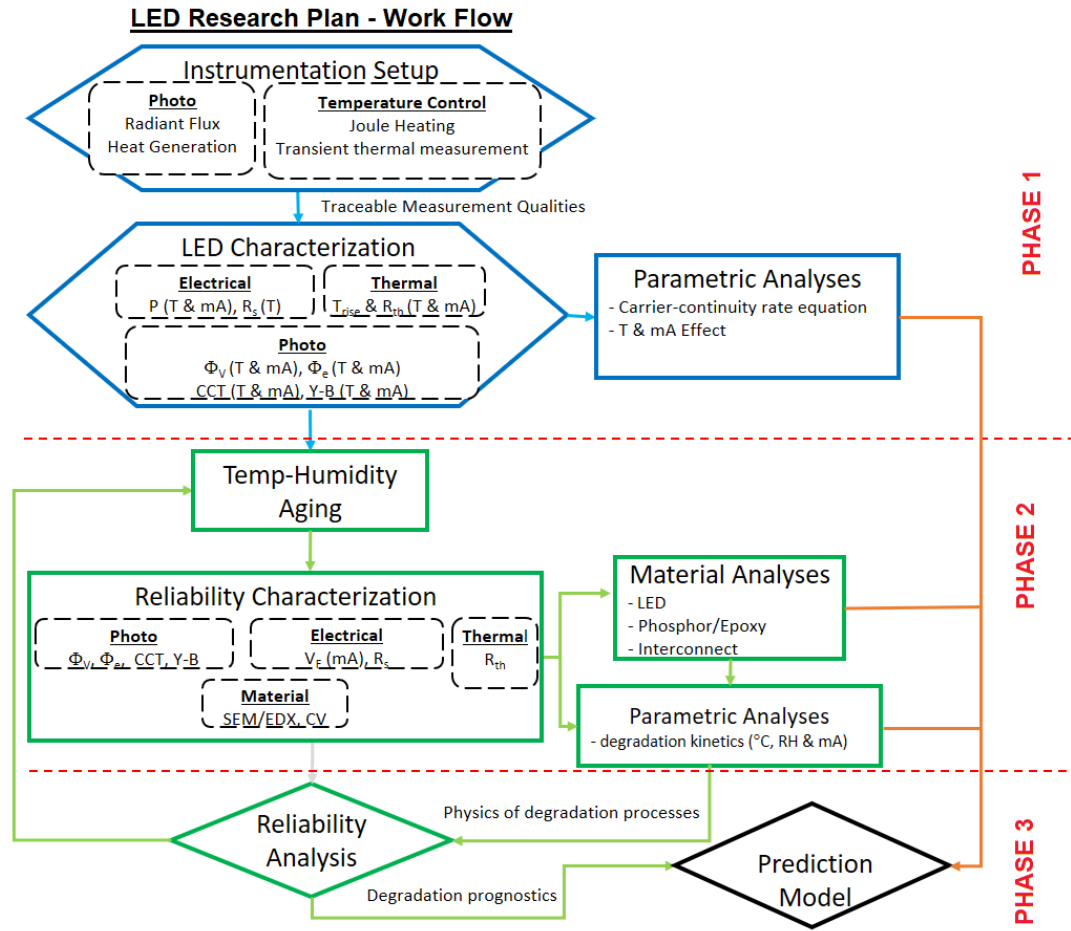 LED Research Plan - Work Flow
Instrumentation Setup
Photo
Radiant Flux
Heat Generation
Temperature Control
Joule Heating
Transient thermal measurement
Traceable Measurement Qualities
PHASE 1
LED Characterization
Electrical
P (T & mA), Rs (T)
Thermal
Trise & Rth (T & mA)
Photo
ΦV (T & mA), Φe (T & mA)
CCT (T & mA), Y-B (T & mA)
Parametric Analyses
- Carrier-continuity rate equation
- T & mA Effect
Temp-Humidity
Aging
PHASE 2
Reliability Characterization
Photo
ΦV, Φe, CCT, Y-B
Electrical
VF (mA), Rs
Thermal
Rth
Material
SEM/EDX, CV
Material Analyses
- LED
- Phosphor/Epoxy
- Interconnect
Parametric Analyses
- degradation kinetics (°C, RH & mA)
Reliability
Analysis
Physics of degradation processes
Degradation prognostics
Prediction
Model
PHASE 3